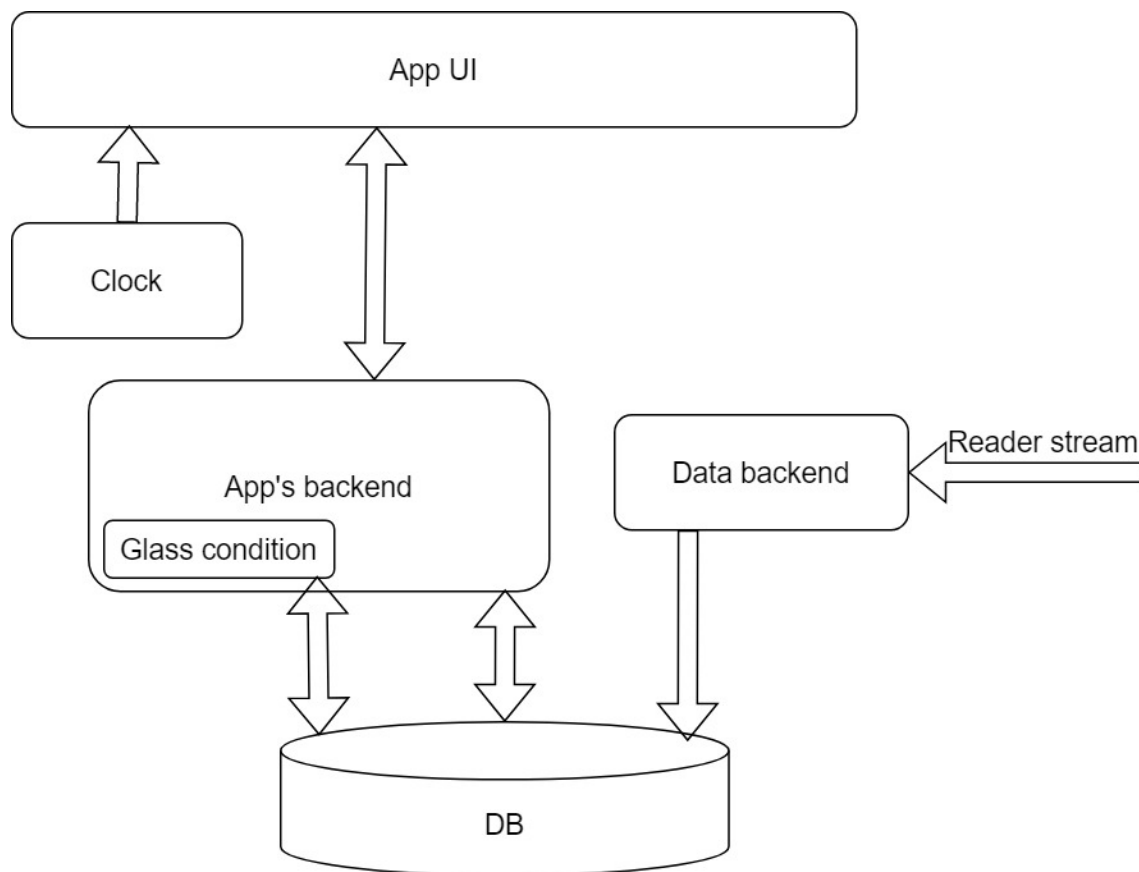 App UI
Clock
App's backend
Glass condition
Data backend
Reader stream
DB